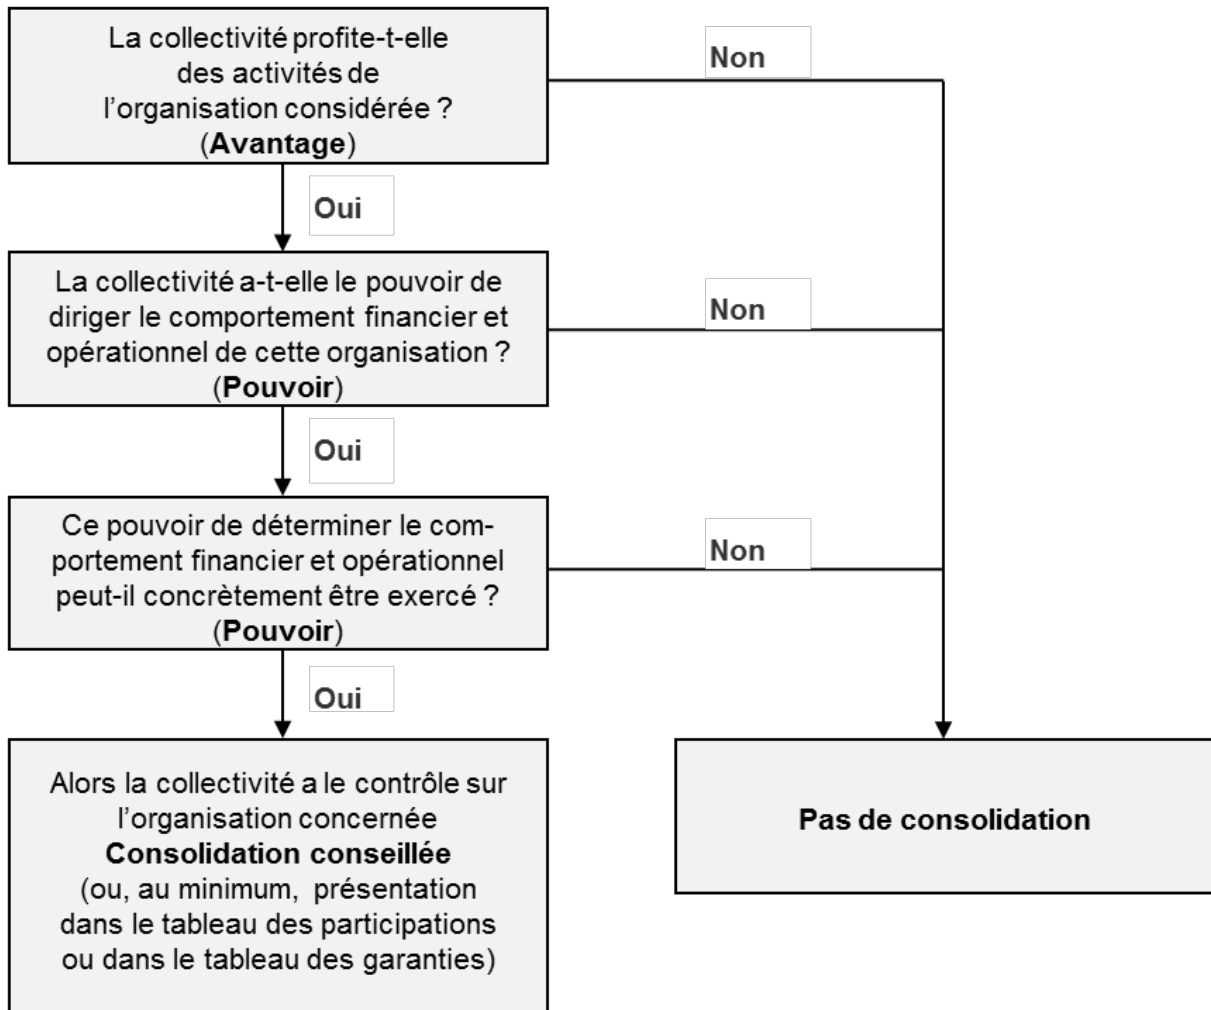 La collectivité profite-t-elle
des activités de
l'organisation considérée ?
(Avantage)
Non
Oui
La collectivité a-t-elle le pouvoir de
diriger le comportement financier et
opérationnel de cette organisation ?
(Pouvoir)
Non
Oui
Ce pouvoir de déterminer le com-
portement financier et opérationnel
peut-il concrètement être exercé ?
(Pouvoir)
Non
Oui
Alors la collectivité a le contrôle sur
l'organisation concernée
Consolidation conseillée
(ou, au minimum, présentation
dans le tableau des participations
ou dans le tableau des garanties)
Pas de consolidation